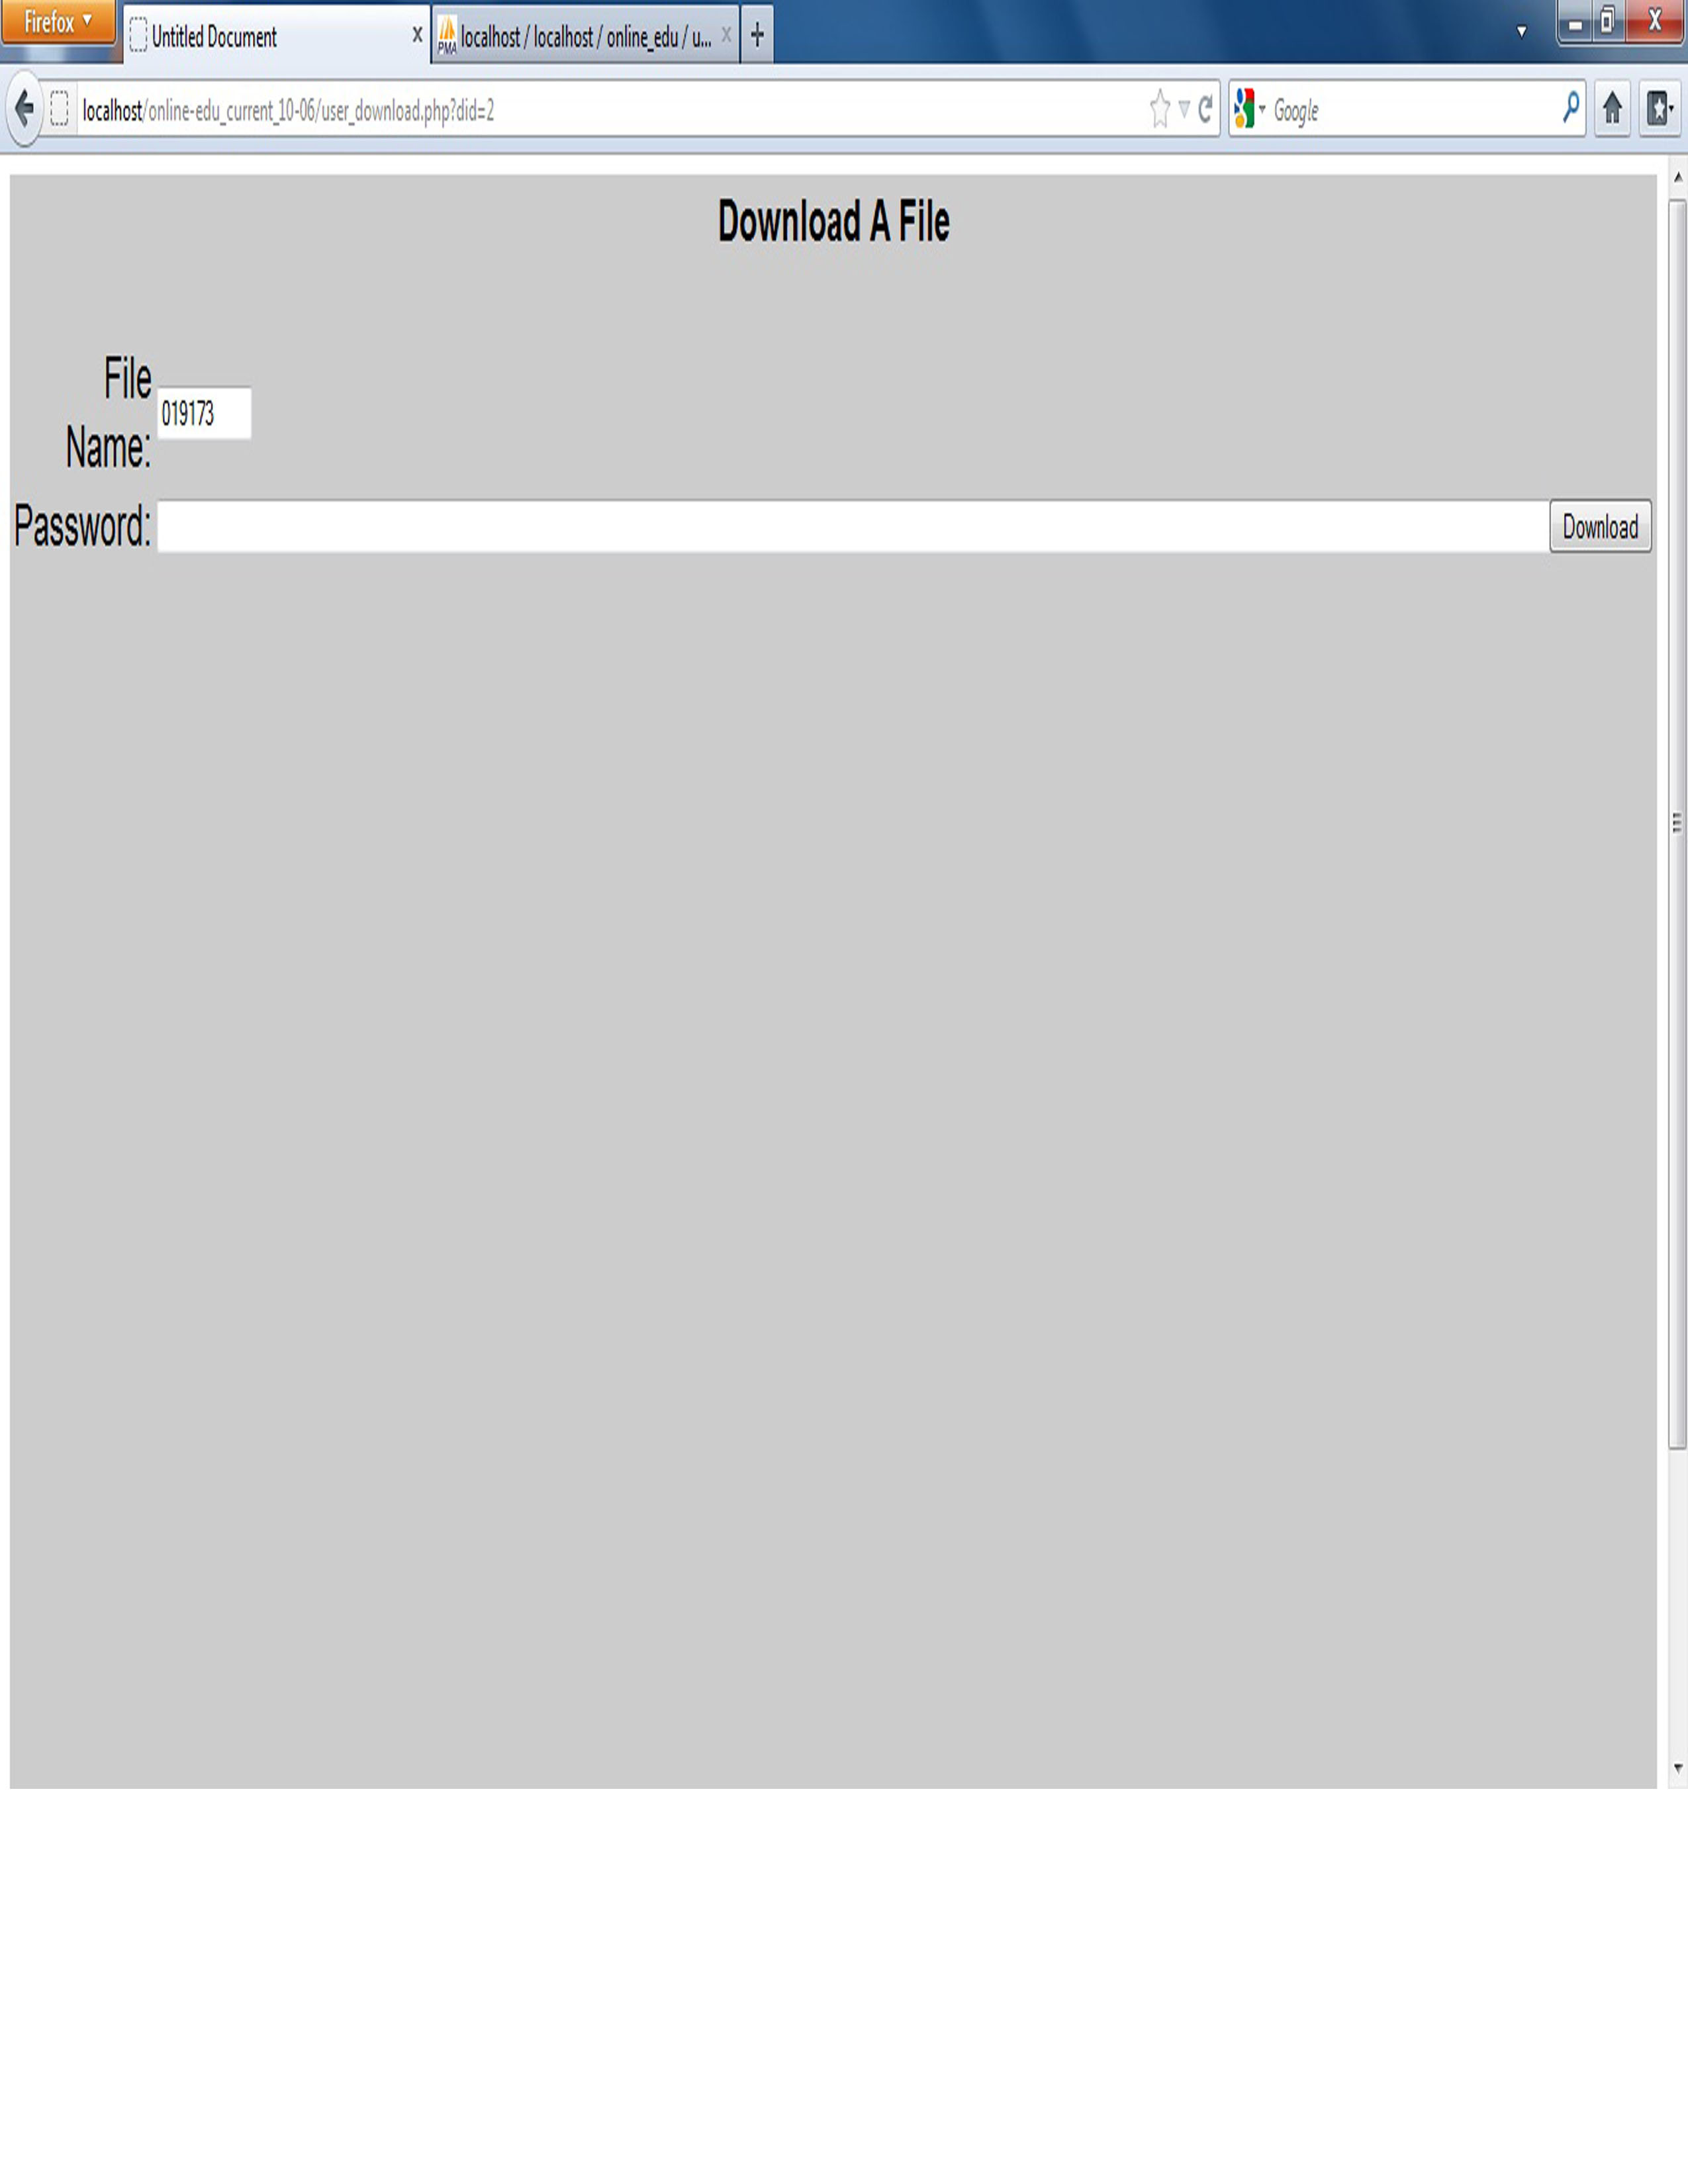 Firefox
Untitled Document
PMA localhost / localhost / online_edu / u...
localhost/online-edu_current_10-06/user_download.php?did=2
Google
Download A File
File
Name:
019173
Password:
Download